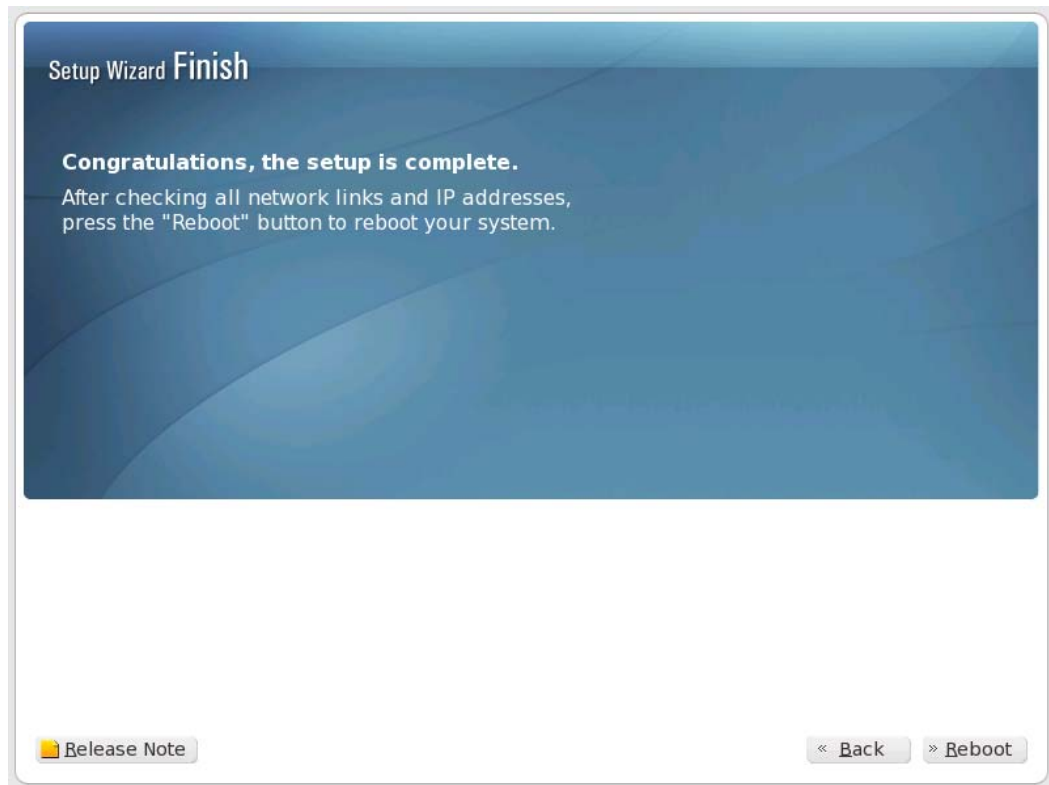 Setup Wizard Finish
Congratulations, the setup is complete.
After checking all network links and IP addresses,
press the "Reboot" button to reboot your system.
Release Note
« Back
» Reboot